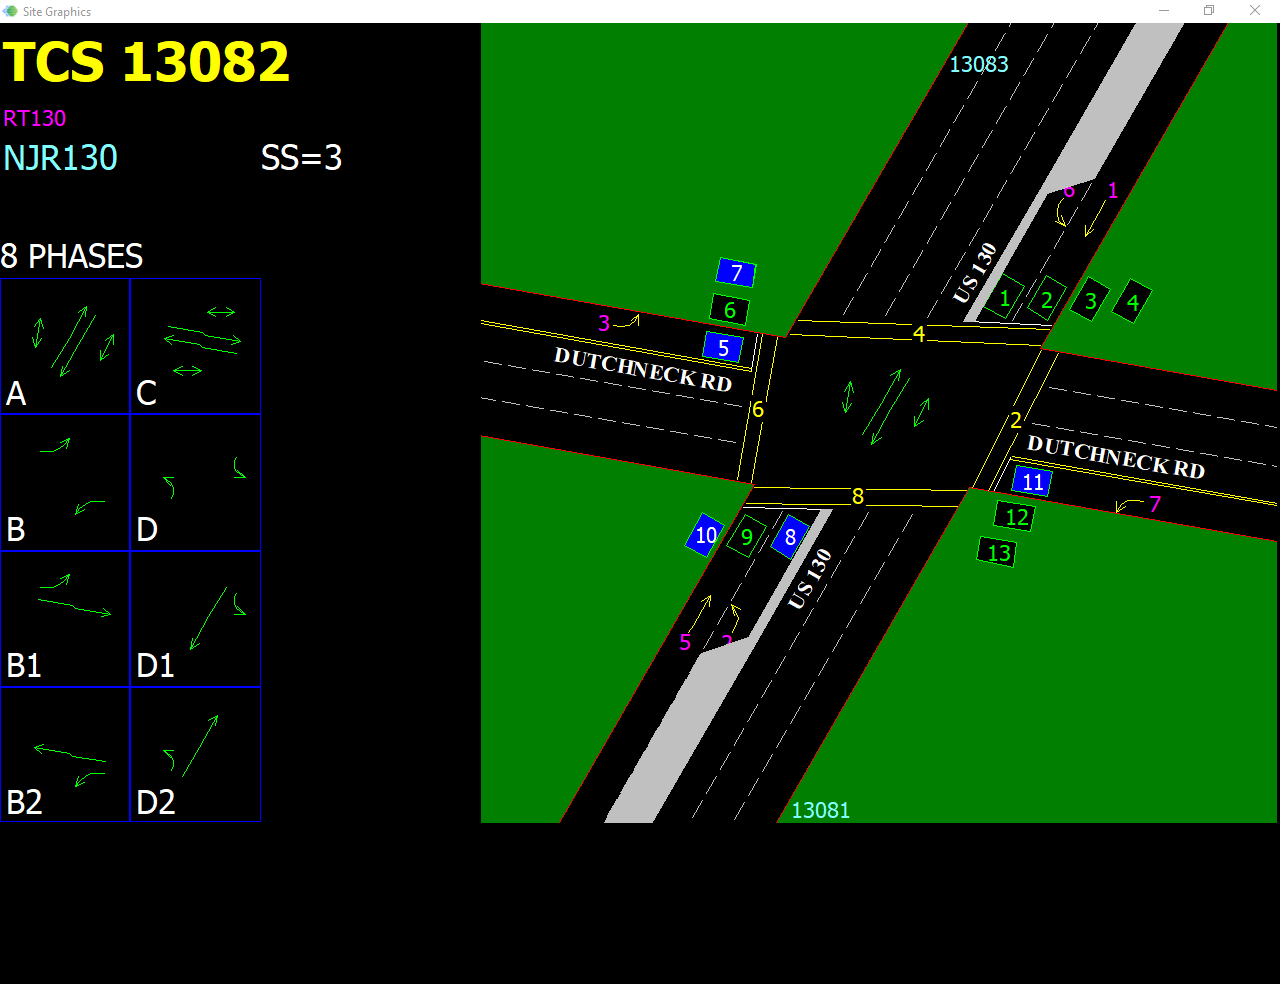 Site Graphics
TCS 13082
RT130
NJR130 SS=3
8 PHASES
A C
B D
B1 D1
B2 D2
13083
6 1
US 130
7
6
5
3
1 2 3 4
4
DUTCHNECK RD
6
2
DUTCHNECK RD
11
12
13
7
8
10 9 8
US 130
5
13081